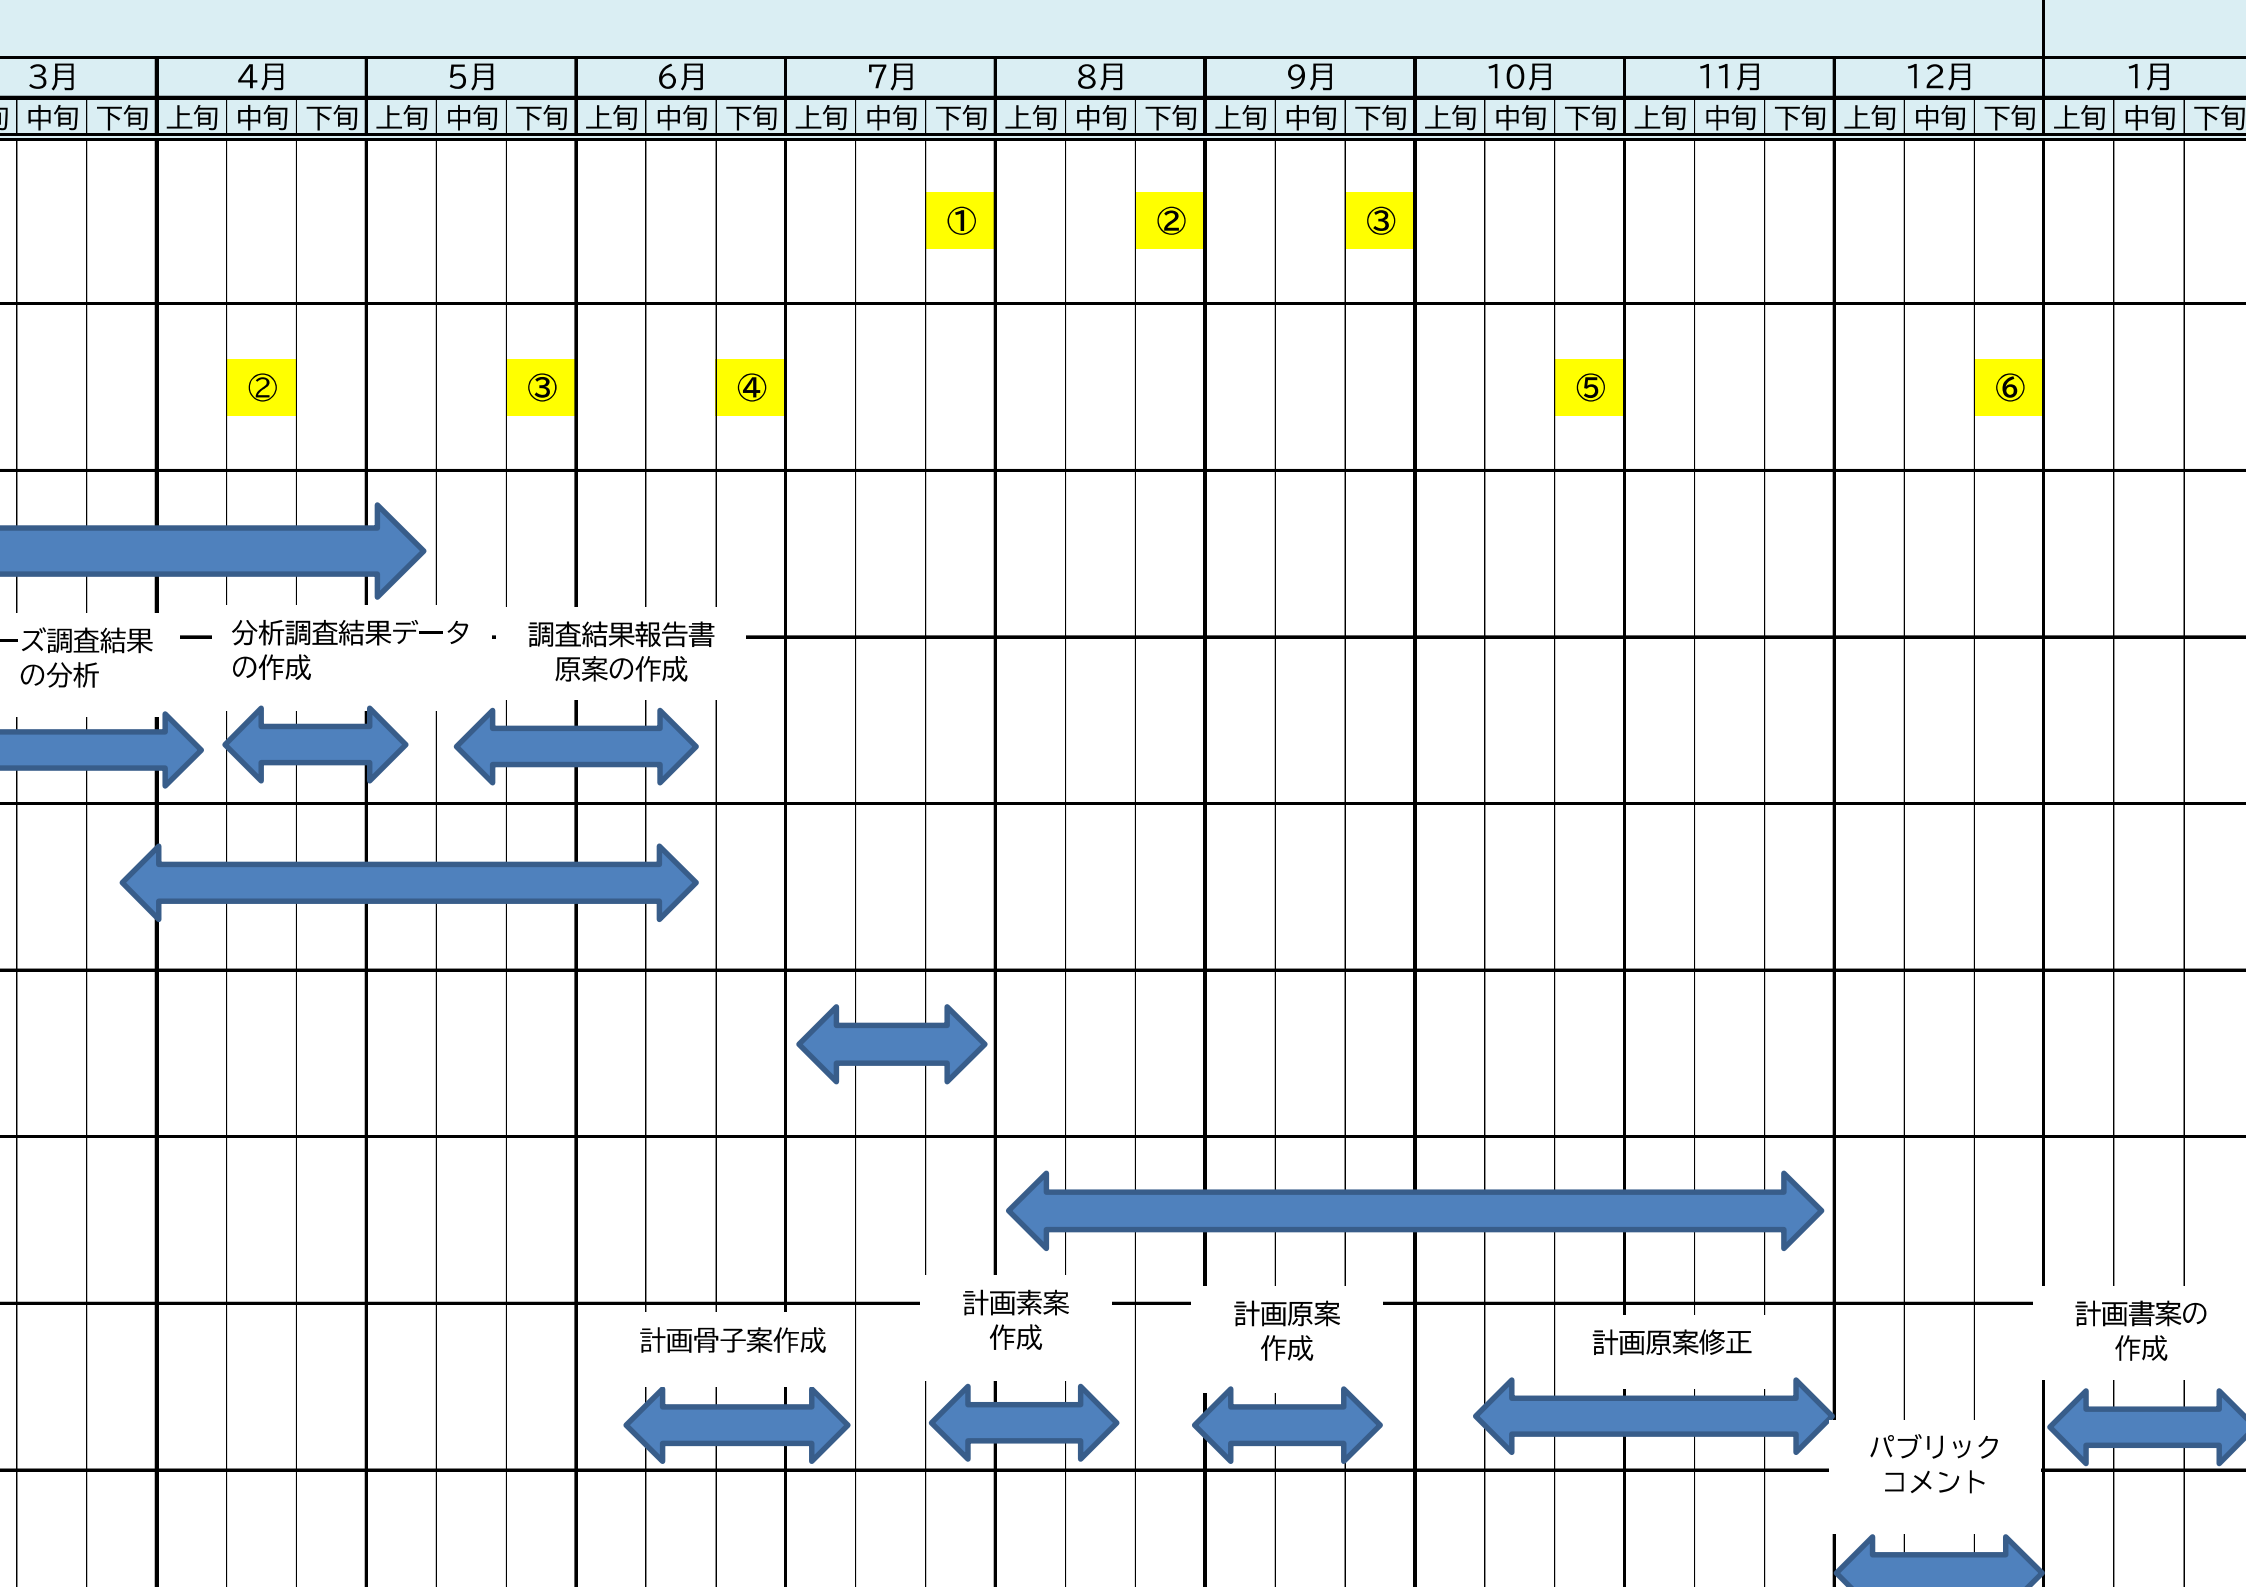 3月 4月 5月 6月 7月 8月 9月 10月 11月 12月 1月
中旬 下旬 上旬 中旬 下旬 上旬 中旬 下旬 上旬 中旬 下旬 上旬 中旬 下旬 上旬 中旬 下旬 上旬 中旬 下旬 上旬 中旬 下旬 上旬 中旬 下旬 上旬 中旬 下旬 上旬 中旬 下旬
① ② ③
② ③ ④ ⑤ ⑥
ーズ調査結果
の分析
分析調査結果データ
の作成
調査結果報告書
原案の作成
計画骨子案作成
計画素案
作成
計画原案
作成
計画原案修正
計画書案の
作成
パブリック
コメント